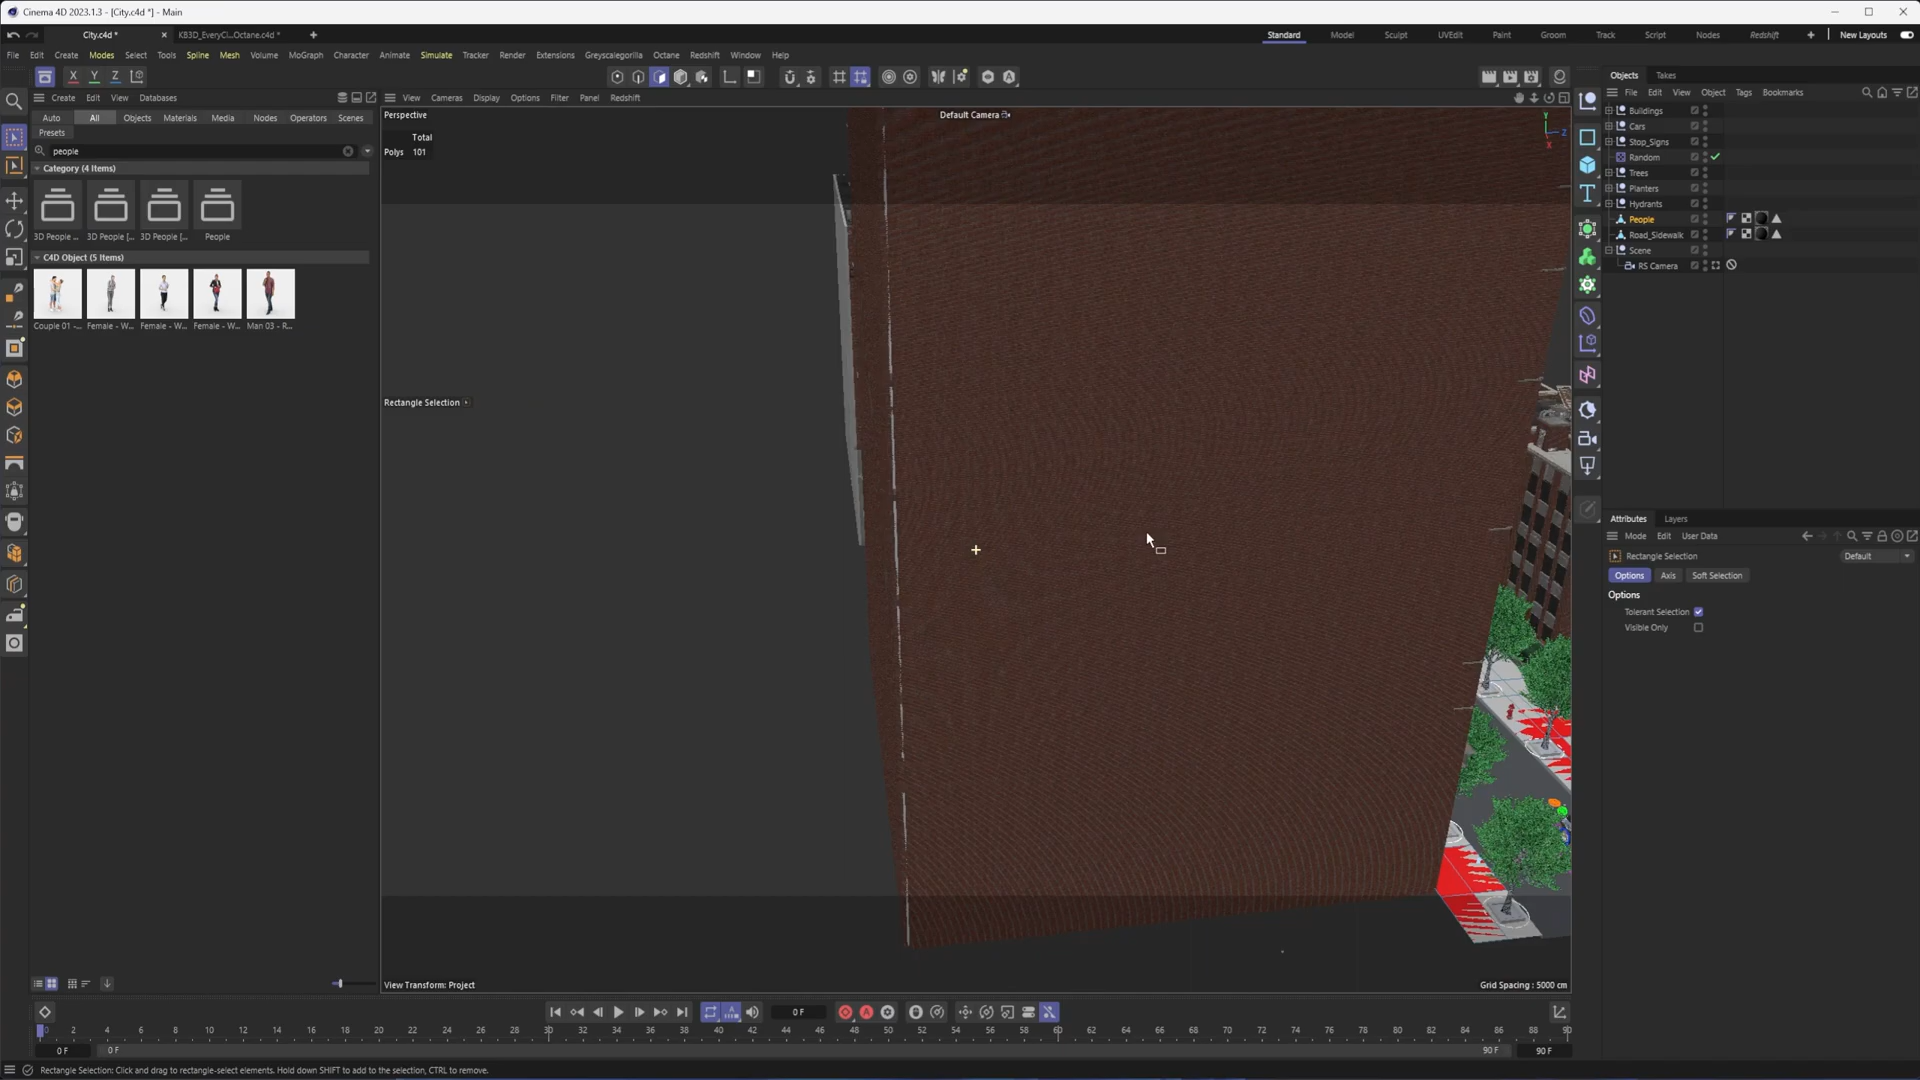 Cinema 4D 2023.1.3 - [City.c4d *] - Main
City.c4d *
KB3D_EveryCi...Octane.c4d *
Standard
Model
Sculpt
UVEdit
Paint
Groom
Track
Script
Nodes
Redshift
New Layouts
File
Edit
Create
Modes
Select
Tools
Spline
Mesh
Volume
MoGraph
Character
Animate
Simulate
Tracker
Render
Extensions
Greyscalegorilla
Octane
Redshift
Window
Help
X
Y
Z
Objects
Takes
Create
Edit
View
Databases
View
Cameras
Display
Options
Filter
Panel
Redshift
File
Edit
View
Object
Tags
Bookmarks
Auto
All
Objects
Materials
Media
Nodes
Operators
Scenes
Presets
people
Category (4 Items)
3D People ...
3D People [...
3D People [...
People
C4D Object (5 Items)
Couple 01 -...
Female - W...
Female - W...
Female - W...
Man 03 - R...
Perspective
Default Camera
Total
Polys 101
Rectangle Selection
Y
Z
X
Buildings
Cars
Stop_Signs
Random
Trees
Planters
Hydrants
People
Road_Sidewalk
Scene
RS Camera
Attributes
Layers
Mode
Edit
User Data
Rectangle Selection
Default
Options
Axis
Soft Selection
Options
Tolerant Selection
Visible Only
View Transform: Project
Grid Spacing : 5000 cm
0 F
0 2 4 6 8 10 12 14 16 18 20 22 24 26 28 30 32 34 36 38 40 42 44 46 48 50 52 54 56 58 60 62 64 66 68 70 72 74 76 78 80 82 84 86 88 90
0 F
0 F
90 F
90 F
Rectangle Selection: Click and drag to rectangle-select elements. Hold down SHIFT to add to the selection, CTRL to remove.